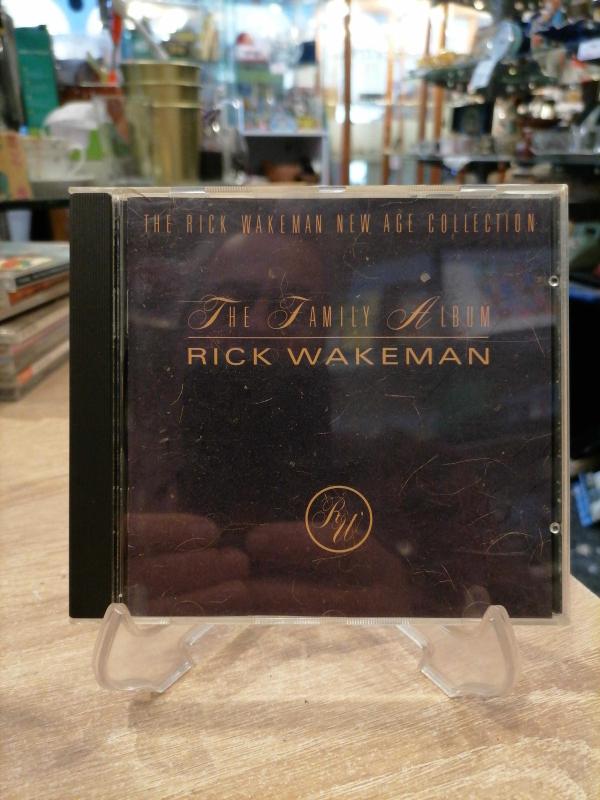 THE RICK WAKEMAN NEW AGE COLLECTION
THE FAMILY ALBUM
RICK WAKEMAN
RW